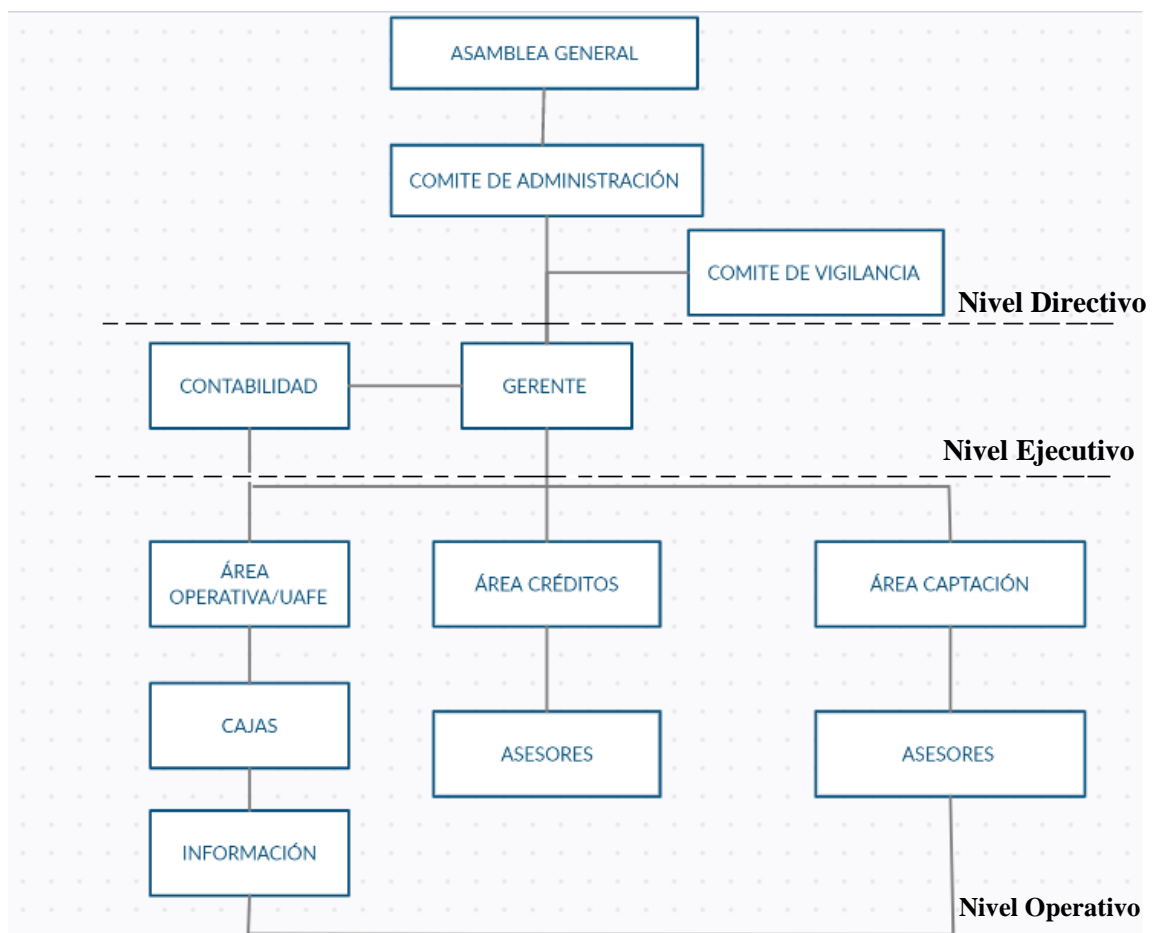 ASAMBLEA GENERAL
COMITE DE ADMINISTRACIÓN
COMITE DE VIGILANCIA
Nivel Directivo
CONTABILIDAD
GERENTE
Nivel Ejecutivo
ÁREA
OPERATIVA/UAFE
ÁREA CRÉDITOS
ÁREA CAPTACIÓN
CAJAS
ASESORES
ASESORES
INFORMACIÓN
Nivel Operativo